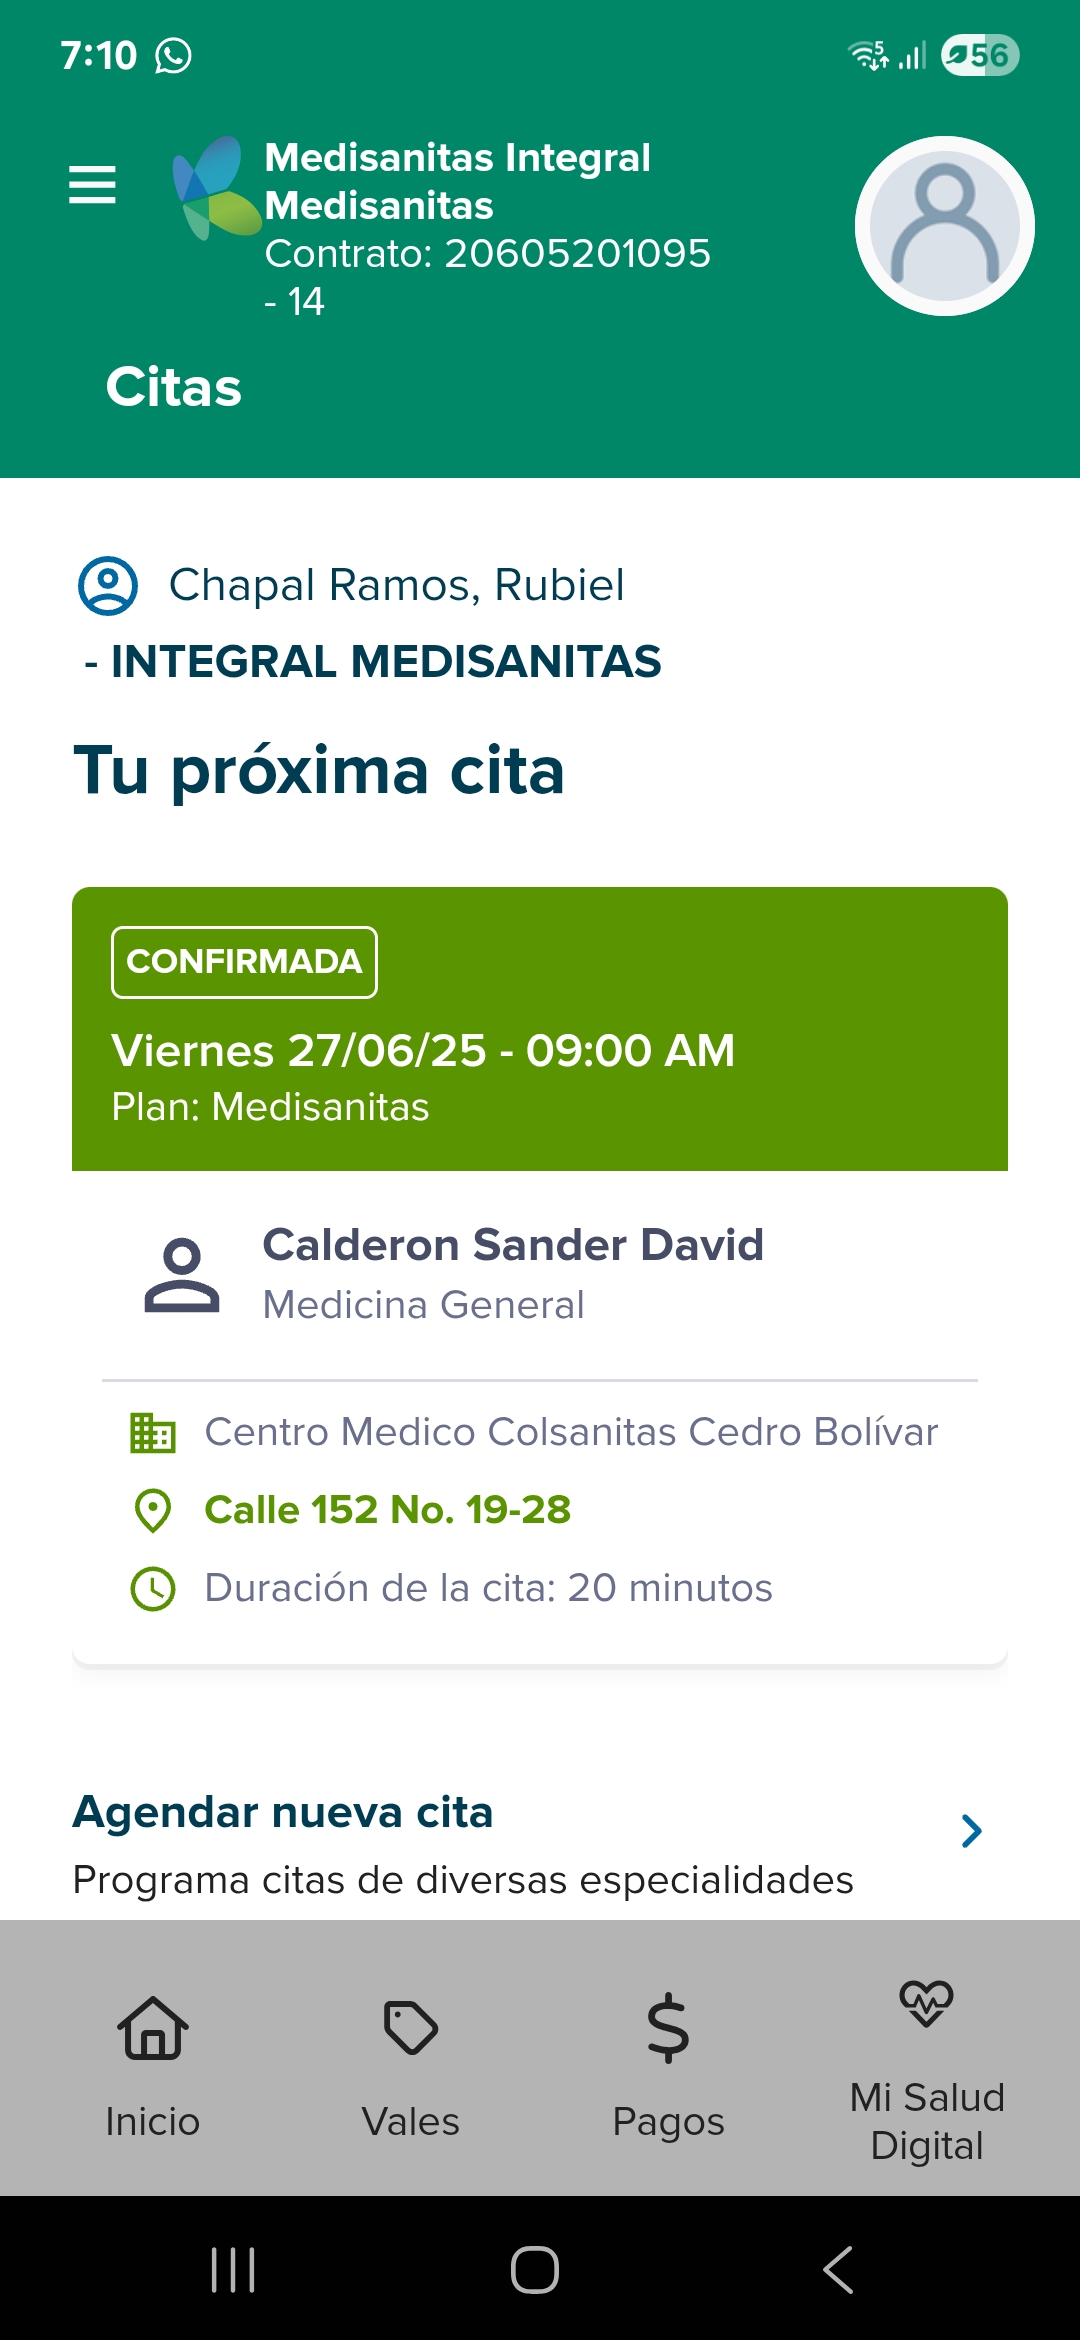 7:10
5
56
Medisanitas Integral
Medisanitas
Contrato: 20605201095
- 14
Citas
Chapal Ramos, Rubiel
- INTEGRAL MEDISANITAS
Tu próxima cita
CONFIRMADA
Viernes 27/06/25 - 09:00 AM
Plan: Medisanitas
Calderon Sander David
Medicina General
Centro Medico Colsanitas Cedro Bolívar
Calle 152 No. 19-28
Duración de la cita: 20 minutos
Agendar nueva cita
Programa citas de diversas especialidades
Inicio
Vales
Pagos
Mi Salud
Digital